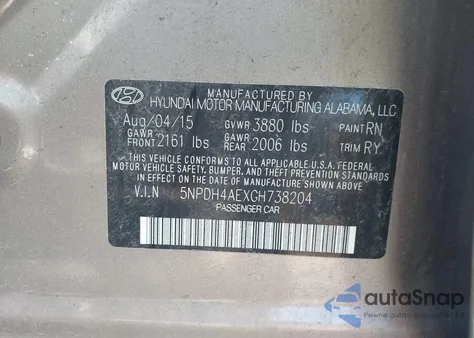 MANUFACTURED BY
HYUNDAI MOTOR MANUFACTURING ALABAMA, LLC
Aug/04/15 GVWR 3880 lbs PAINT RN
GAWR FRONT 2161 lbs GAWR REAR 2006 lbs TRIM RY
THIS VEHICLE CONFORMS TO ALL APPLICABLE U.S. FEDERAL
MOTOR VEHICLE SAFETY, BUMPER, AND THEFT PREVENTION
STANDARDS IN EFFECT ON THE DATE OF MANUFACTURE SHOWN ABOVE.
V.I.N 5NPDH4AEXGH738204
PASSENGER CAR
autoSnap